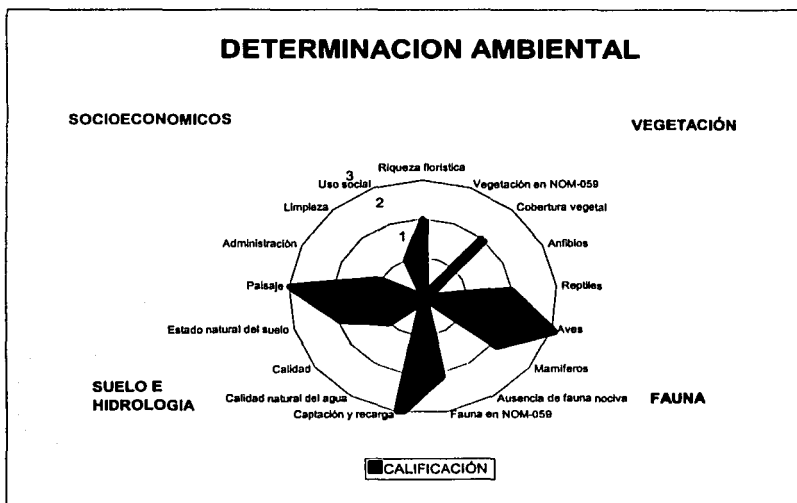 DETERMINACION AMBIENTAL
SOCIOECONOMICOS
VEGETACIÓN
Riqueza florística
3
Uso social
Vegetación en NOM-059
2
Limpieza
Cobertura vegetal
1
Administración
Anfibios
Paisaje
Reptiles
Estado natural del suelo
Aves
Calidad
Mamíferos
SUELO E
HIDROLOGIA
Calidad natural del agua
Ausencia de fauna nociva
FAUNA
Captación y recarga
Fauna en NOM-059
CALIFICACIÓN